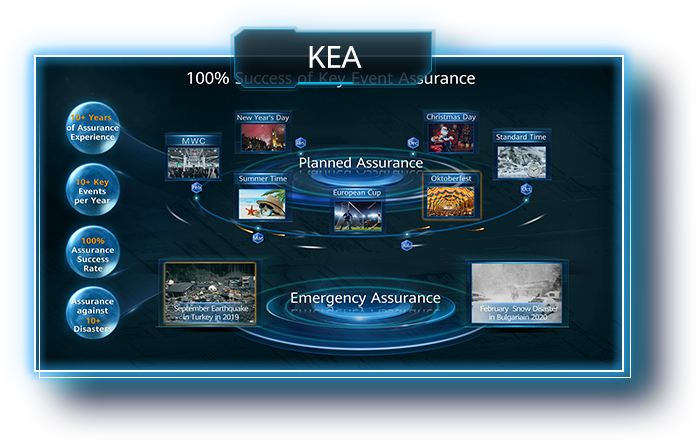 KEA
100% Success of Key Event Assurance
10+ Years
of Assurance
Experience
10+ Key
Events
per Year
100%
Assurance
Success
Rate
Assurance
against
10+
Disasters
MWC
New Year's Day
Christmas Day
Standard Time
Planned Assurance
Summer Time
European Cup
Oktoberfest
Emergency Assurance
September Earthquake
in Turkey in 2019
February Snow Disaster
in Bulgariain 2020